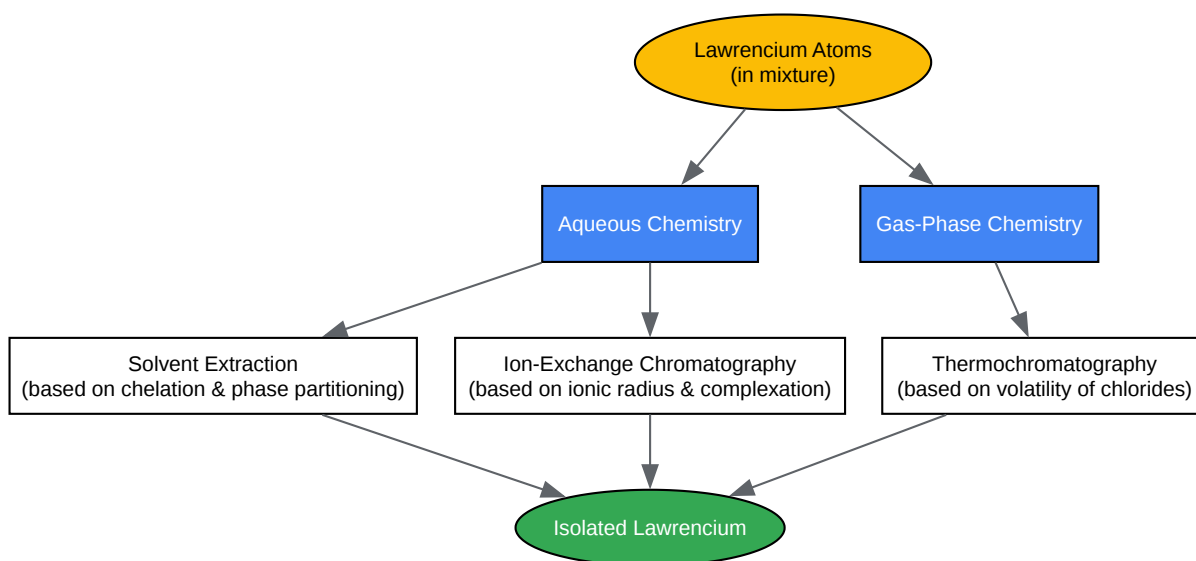 Lawrencium Atoms
(in mixture)
Aqueous Chemistry
Gas-Phase Chemistry
Solvent Extraction
(based on chelation & phase partitioning)
Ion-Exchange Chromatography
(based on ionic radius & complexation)
Thermochromatography
(based on volatility of chlorides)
Isolated Lawrencium